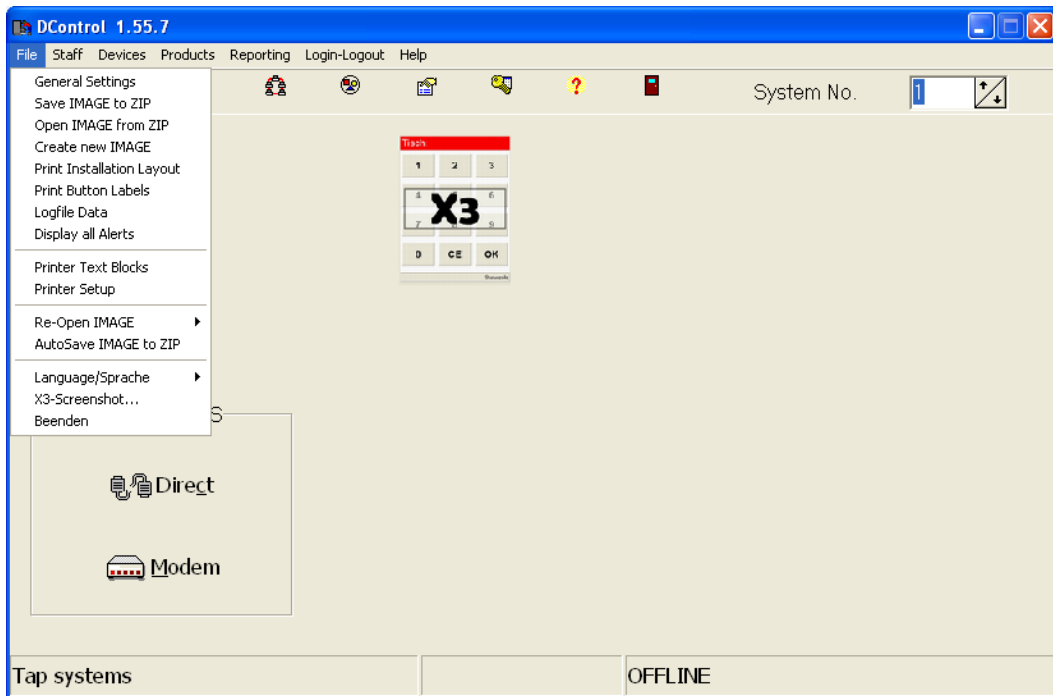 DControl 1.55.7
File Staff Devices Products Reporting Login-Logout Help
General Settings
Save IMAGE to ZIP
Open IMAGE from ZIP
Create new IMAGE
Print Installation Layout
Print Button Labels
Logfile Data
Display all Alerts
Printer Text Blocks
Printer Setup
Re-Open IMAGE
AutoSave IMAGE to ZIP
Language/Sprache
X3-Screenshot...
Beenden
?
System No. 1
Tisch
1 2 3
4 6
X3
7 9
D CE OK
S
Direct
Modem
Tap systems
OFFLINE